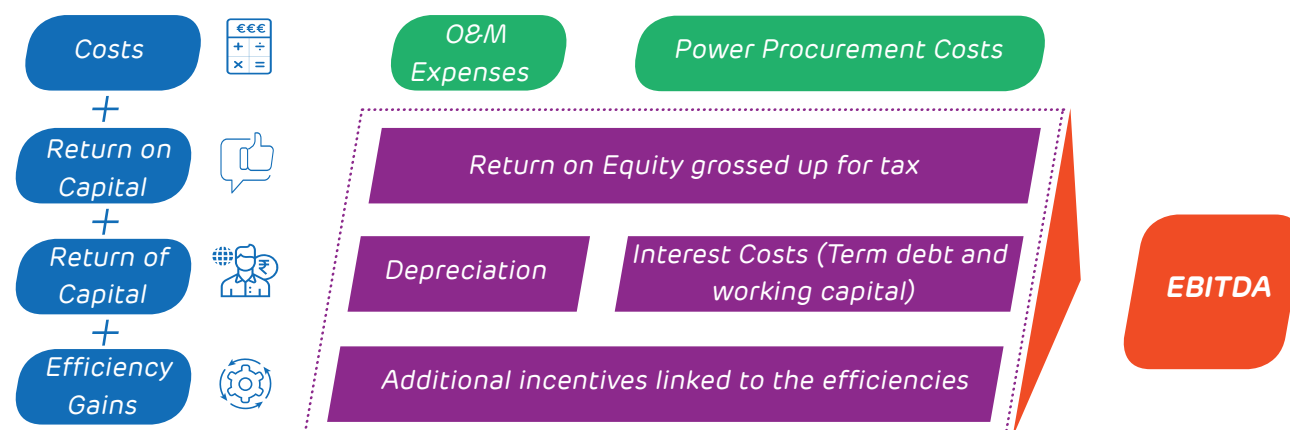 Costs
€€€
+ ÷
× =
O&M
Expenses
Power Procurement Costs
+
Return on
Capital
Return on Equity grossed up for tax
+
Return of
Capital
₹
Depreciation
Interest Costs (Term debt and
working capital)
EBITDA
+
Efficiency
Gains
Additional incentives linked to the efficiencies